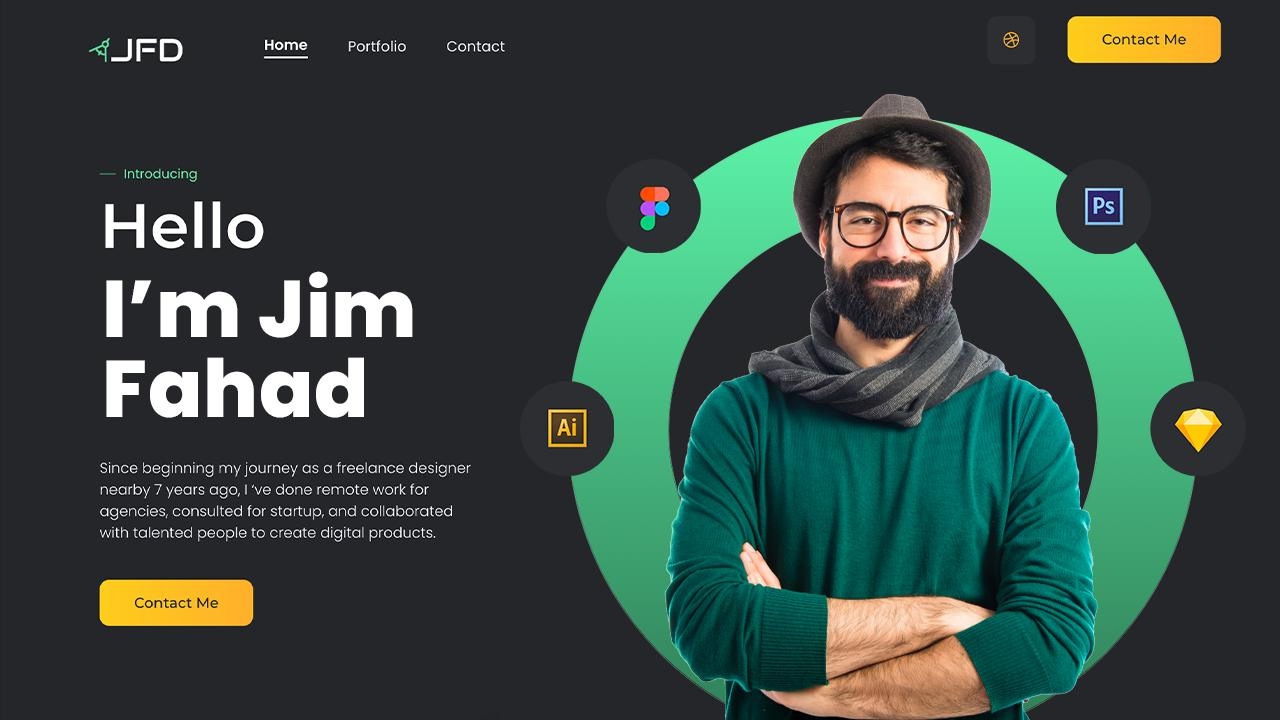 JFD
Home
Portfolio
Contact
Contact Me
Introducing
Hello
I’m Jim
Fahad
Since beginning my journey as a freelance designer
nearby 7 years ago, I ‘ve done remote work for
agencies, consulted for startup, and collaborated
with talented people to create digital products.
Contact Me
Ps
Ai